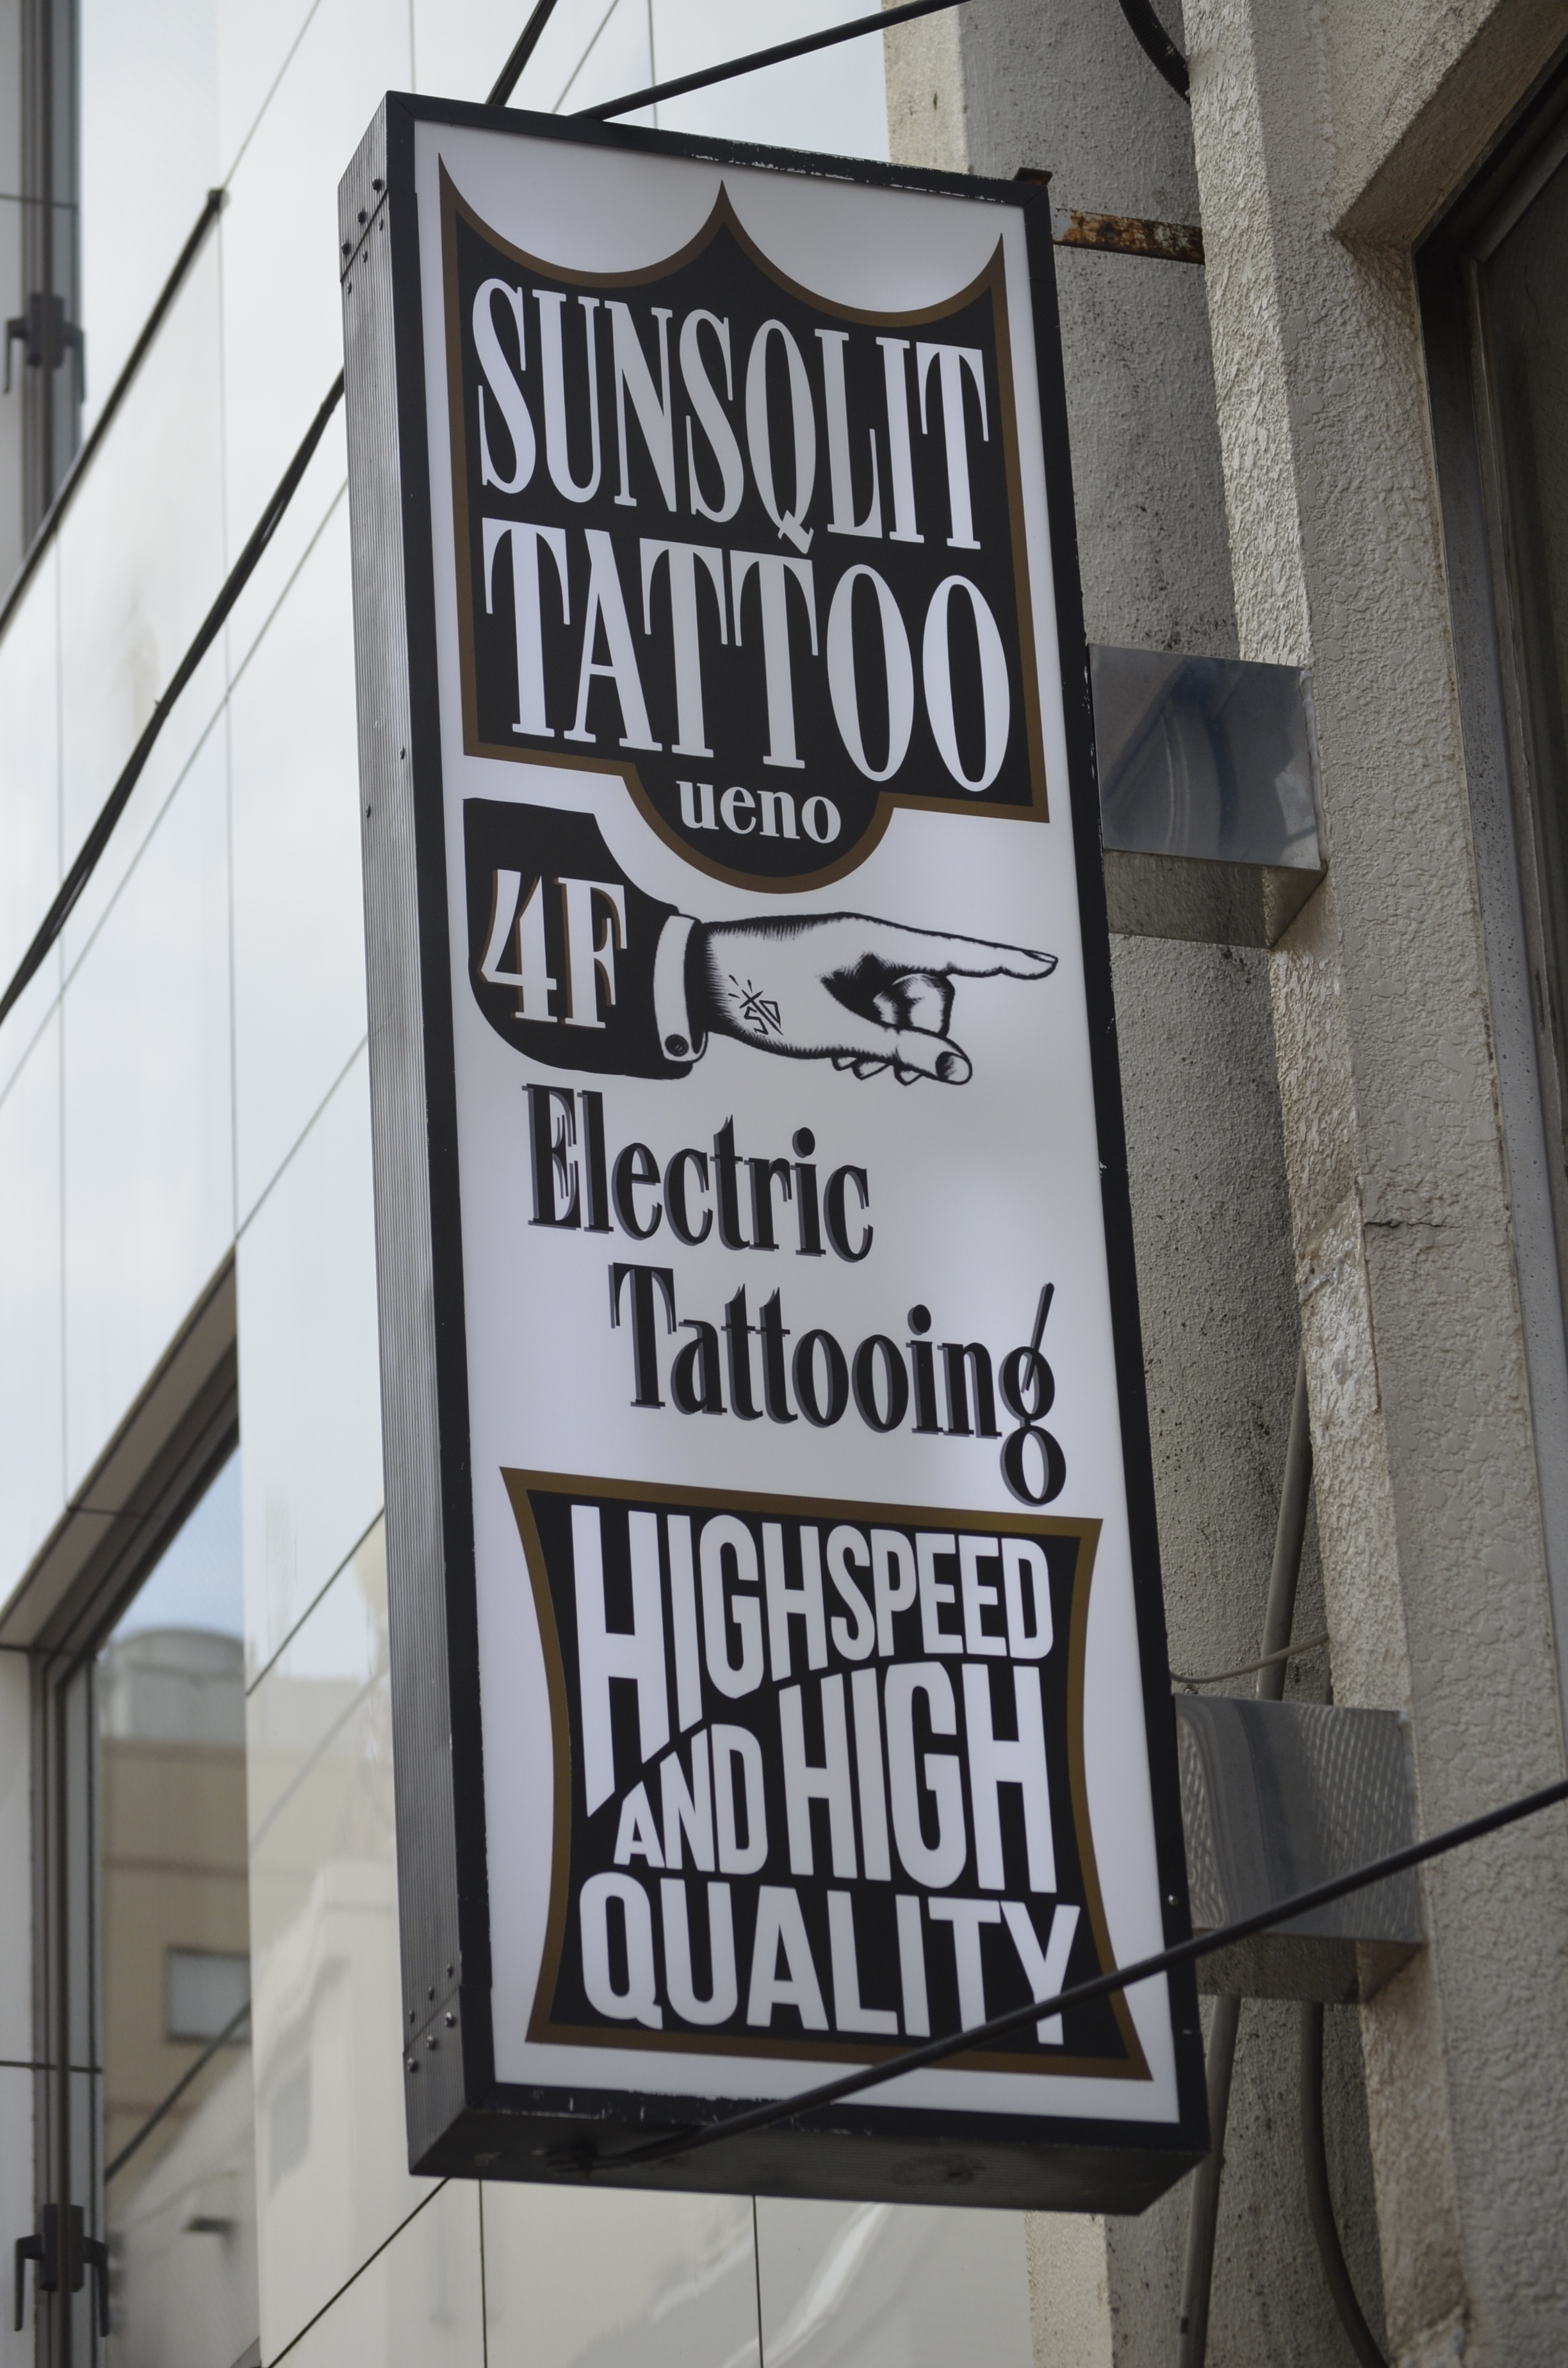 SUNSQLIT
TATTOO
ueno
4F
Electric
Tattooing
HIGHSPEED
AND HIGH
QUALITY